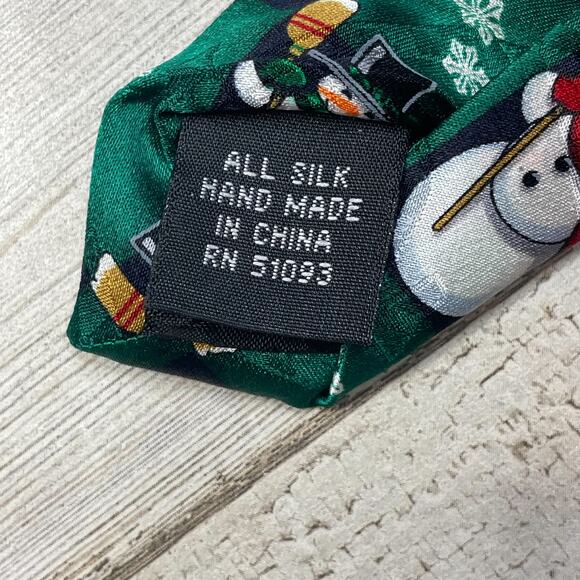 ALL SILK
HAND MADE
IN CHINA
RN 51093